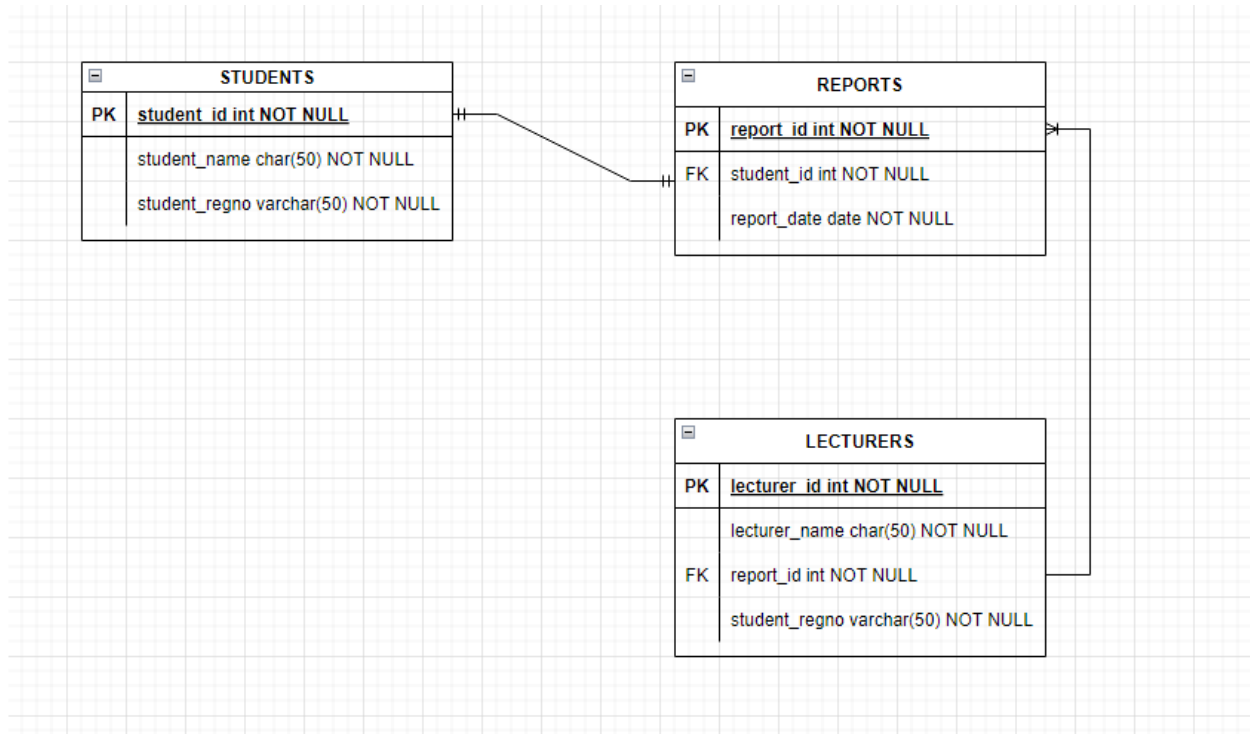 STUDENTS
PK student_id int NOT NULL
student_name char(50) NOT NULL
student_regno varchar(50) NOT NULL
REPORTS
PK report_id int NOT NULL
FK student_id int NOT NULL
report_date date NOT NULL
LECTURERS
PK lecturer_id int NOT NULL
lecturer_name char(50) NOT NULL
FK report_id int NOT NULL
student_regno varchar(50) NOT NULL